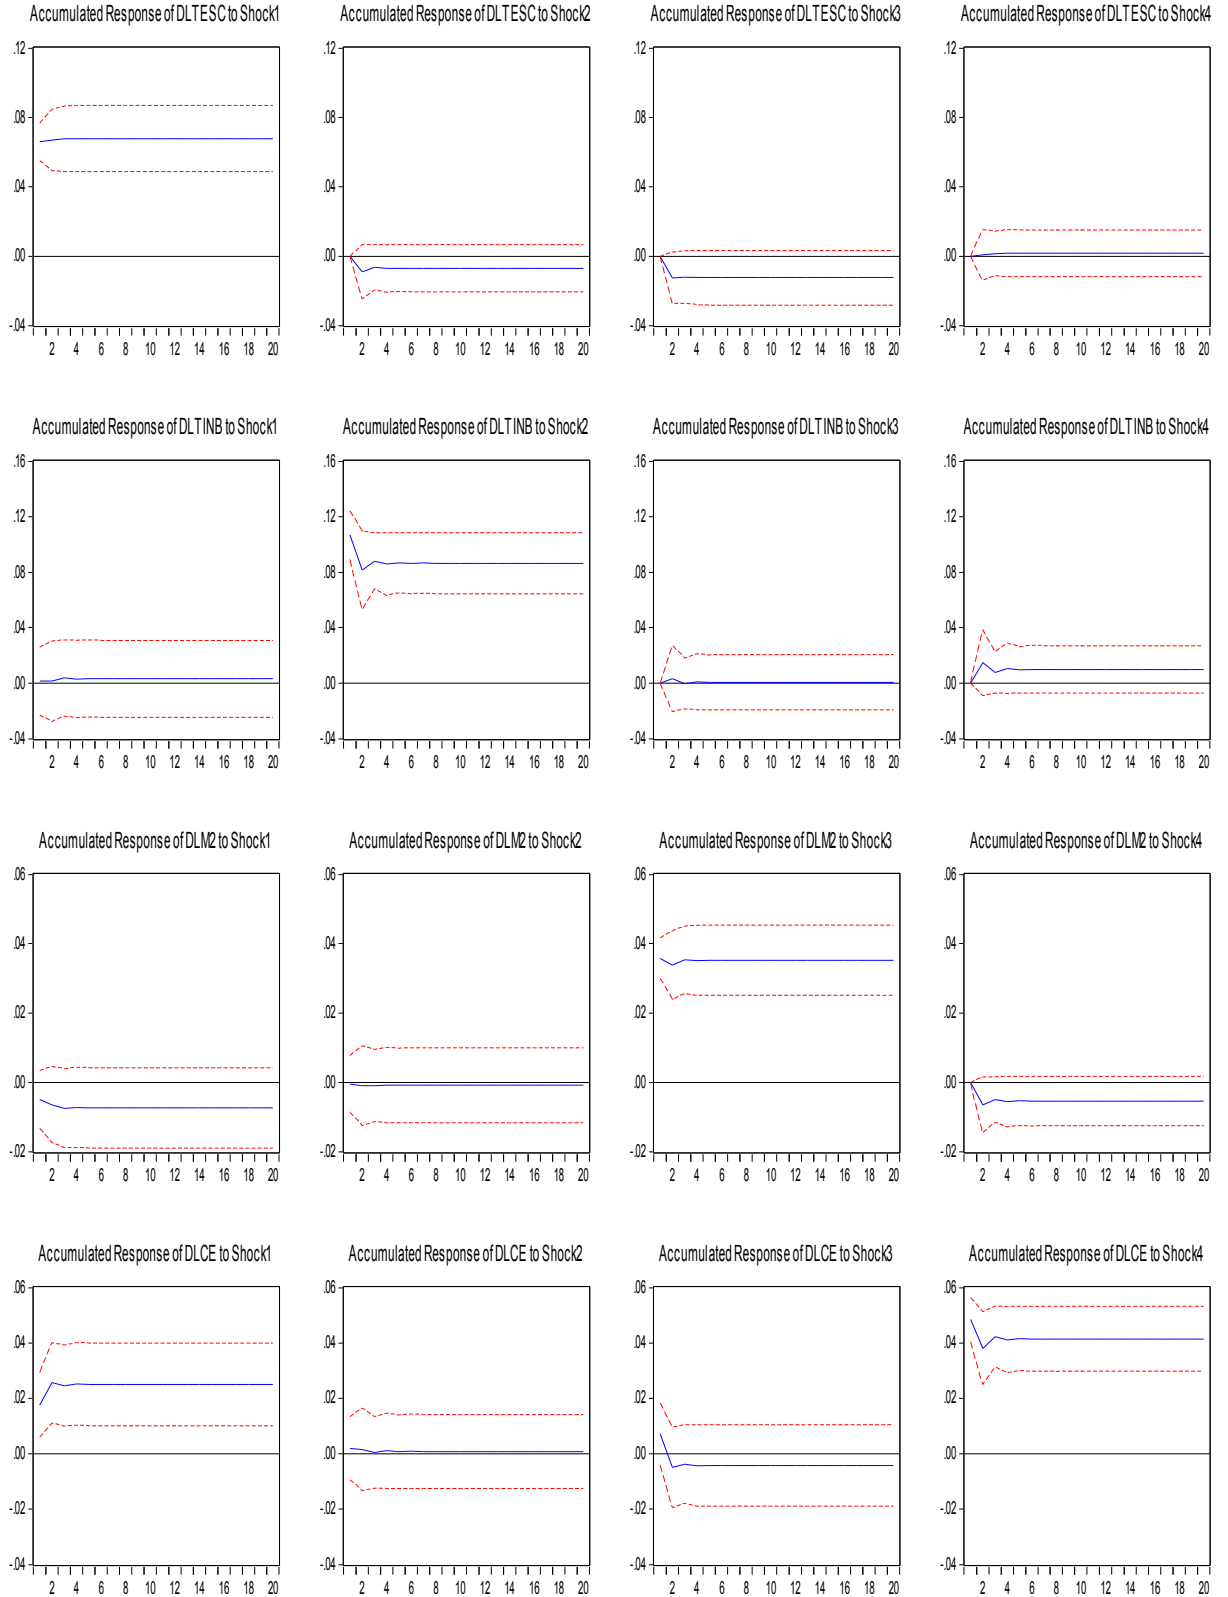 Accumulated Response of DLTESC to Shock1
Accumulated Response of DLTESC to Shock2
Accumulated Response of DLTESC to Shock3
Accumulated Response of DLTESC to Shock4
.12
.08
.04
.00
-.04
2 4 6 8 10 12 14 16 18 20
.12
.08
.04
.00
-.04
2 4 6 8 10 12 14 16 18 20
.12
.08
.04
.00
-.04
2 4 6 8 10 12 14 16 18 20
.12
.08
.04
.00
-.04
2 4 6 8 10 12 14 16 18 20
Accumulated Response of DLTINB to Shock1
Accumulated Response of DLTINB to Shock2
Accumulated Response of DLTINB to Shock3
Accumulated Response of DLTINB to Shock4
.16
.12
.08
.04
.00
-.04
2 4 6 8 10 12 14 16 18 20
.16
.12
.08
.04
.00
-.04
2 4 6 8 10 12 14 16 18 20
.16
.12
.08
.04
.00
-.04
2 4 6 8 10 12 14 16 18 20
.16
.12
.08
.04
.00
-.04
2 4 6 8 10 12 14 16 18 20
Accumulated Response of DLM2 to Shock1
Accumulated Response of DLM2 to Shock2
Accumulated Response of DLM2 to Shock3
Accumulated Response of DLM2 to Shock4
.06
.04
.02
.00
-.02
2 4 6 8 10 12 14 16 18 20
.06
.04
.02
.00
-.02
2 4 6 8 10 12 14 16 18 20
.06
.04
.02
.00
-.02
2 4 6 8 10 12 14 16 18 20
.06
.04
.02
.00
-.02
2 4 6 8 10 12 14 16 18 20
Accumulated Response of DLCE to Shock1
Accumulated Response of DLCE to Shock2
Accumulated Response of DLCE to Shock3
Accumulated Response of DLCE to Shock4
.06
.04
.02
.00
-.02
-.04
2 4 6 8 10 12 14 16 18 20
.06
.04
.02
.00
-.02
-.04
2 4 6 8 10 12 14 16 18 20
.06
.04
.02
.00
-.02
-.04
2 4 6 8 10 12 14 16 18 20
.06
.04
.02
.00
-.02
-.04
2 4 6 8 10 12 14 16 18 20